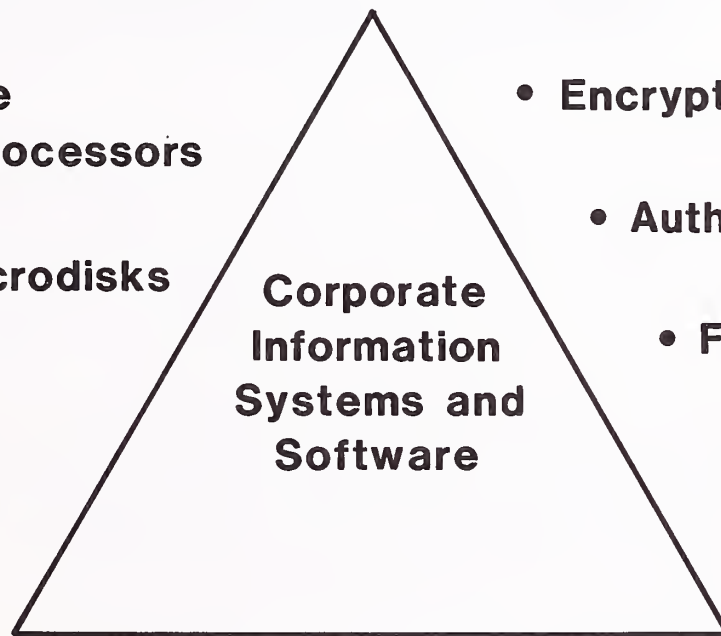 e
ocessors
crodisks
Corporate
Information
Systems and
Software
• Encrypt
• Auth
• F